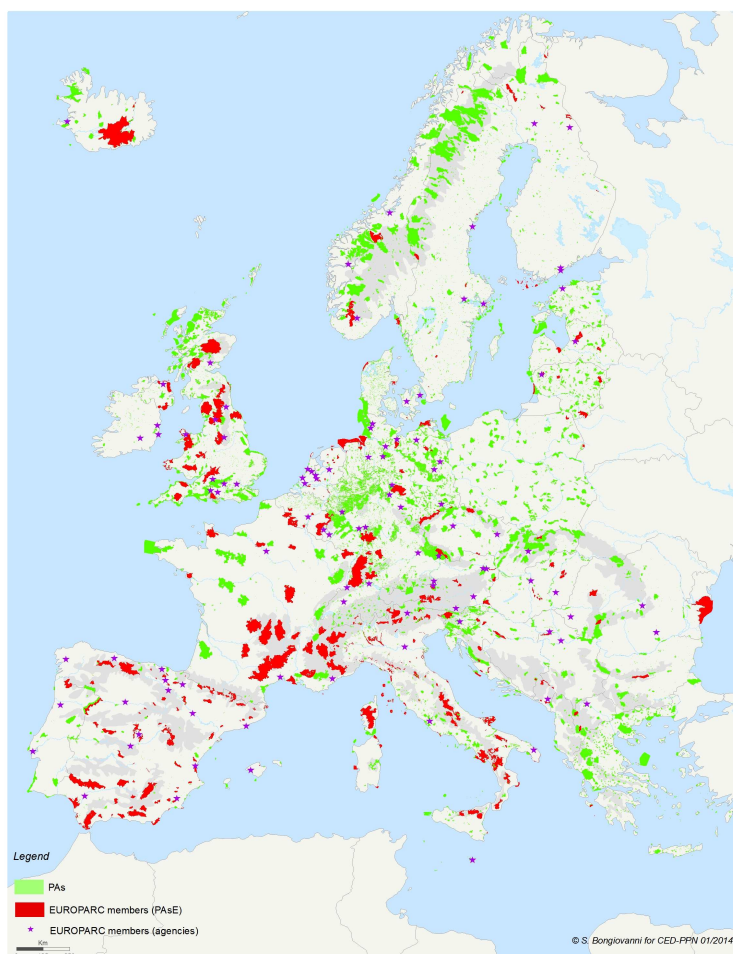 Legend
PAs
EUROPARC members (PAsE)
EUROPARC members (agencies)
Km
© S. Bongiovanni for CED-PPN 01/2014